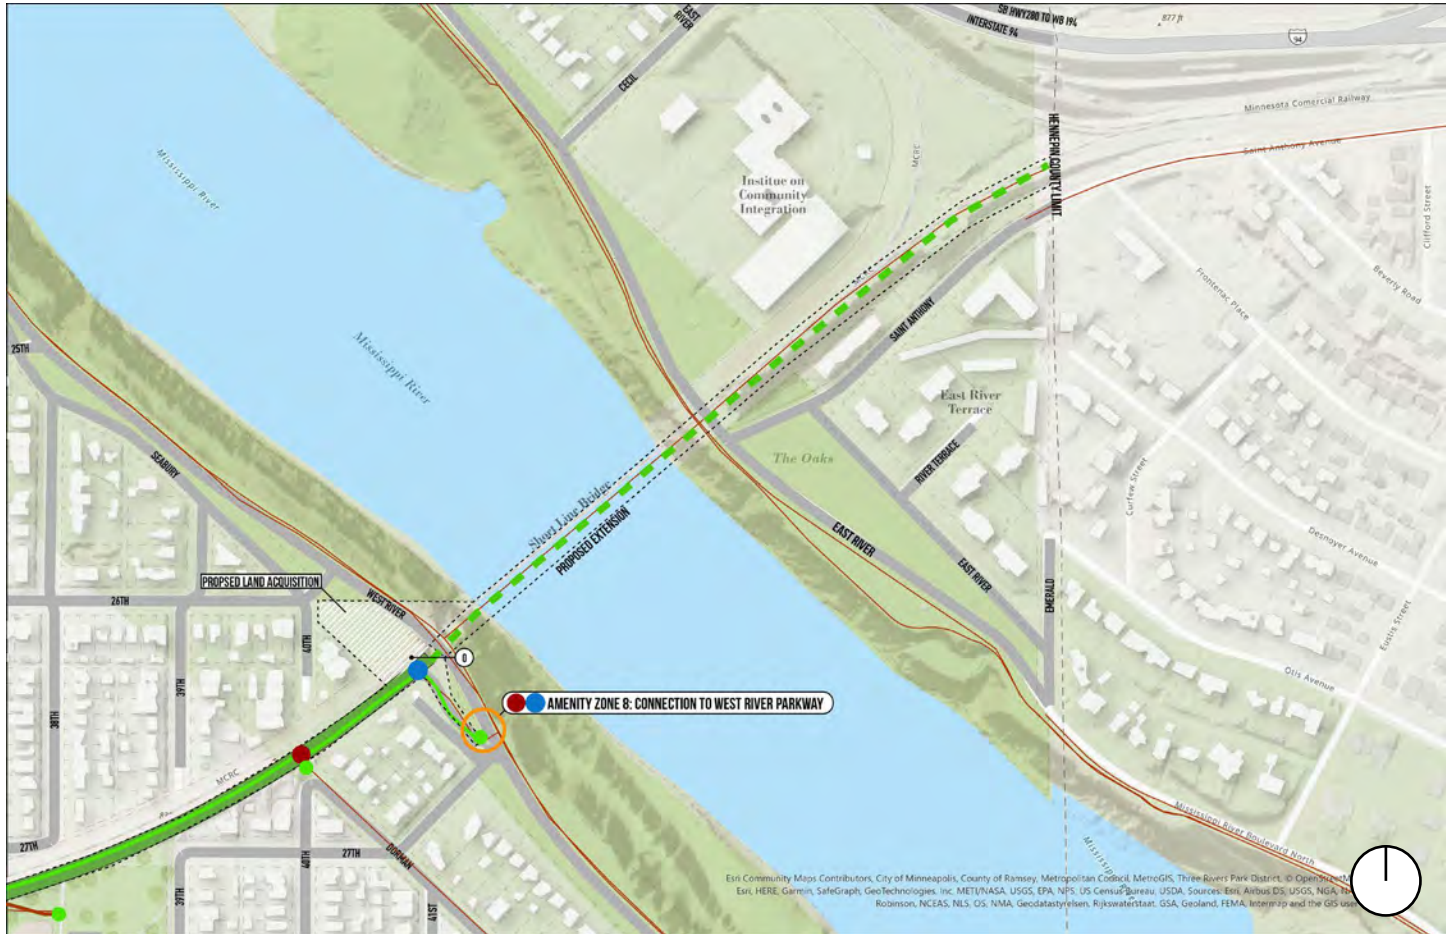 SB HWY280 TO WB I94
INTERSTATE 94
877 ft
94
EAST
RIVER
CECIL
Minnesota Comercial Railway
Saint Anthony Avenue
HENNEPIN COUNTY LIMIT
MCRC
Institue on
Community
Integration
Mississippi River
Mississippi River
Clifford Street
Beverly Road
Frontenac Place
SAINT ANTHONY
25TH
East River
Terrace
The Oaks
RIVER TERRACE
SEABURY
Curfew Street
Desnoyer Avenue
Short Line Bridge
PROPOSED EXTENSION
EAST RIVER
EAST RIVER
EMERALD
Eustis Street
PROPSED LAND ACQUISITION
26TH
WEST RIVER
40TH
0
Otis Avenue
39TH
38TH
AMENITY ZONE 8: CONNECTION TO WEST RIVER PARKWAY
MCRC
Mississippi River Boulevard North
27TH
40TH
27TH
DORMAN
39TH
41ST
Mississippi
Esri Community Maps Contributors, City of Minneapolis, County of Ramsey, Metropolitan Council, MetroGIS, Three Rivers Park District, © OpenStreetM
Esri, HERE, Garmin, SafeGraph, GeoTechnologies, Inc, METI/NASA, USGS, EPA, NPS, US Census Bureau, USDA, Sources: Esri, Airbus DS, USGS, NGA,
Robinson, NCEAS, NLS, OS, NMA, Geodatastyrelsen, Rijkswaterstaat, GSA, Geoland, FEMA, Intermap and the GIS user